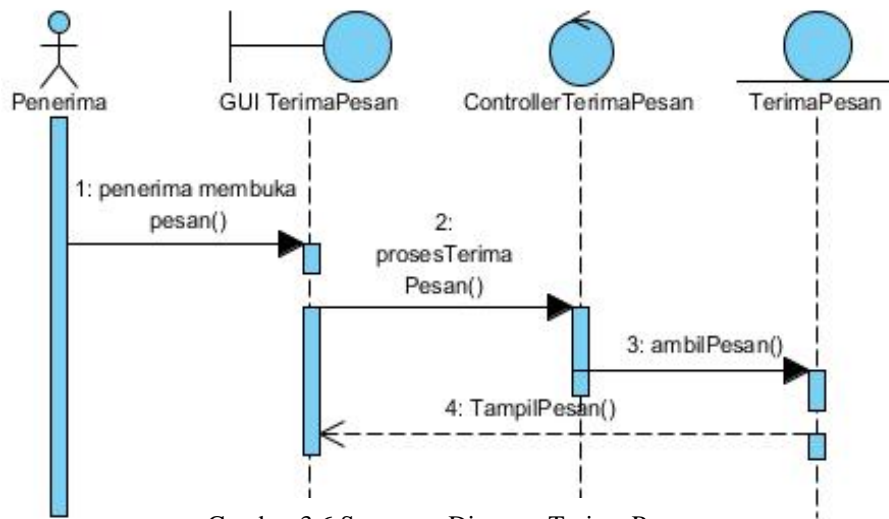 Penerima
GUI TerimaPesan
ControllerTerimaPesan
TerimaPesan
1: penerima membuka
pesan()
2:
prosesTerima
Pesan()
3: ambilPesan()
4: TampilPesan()